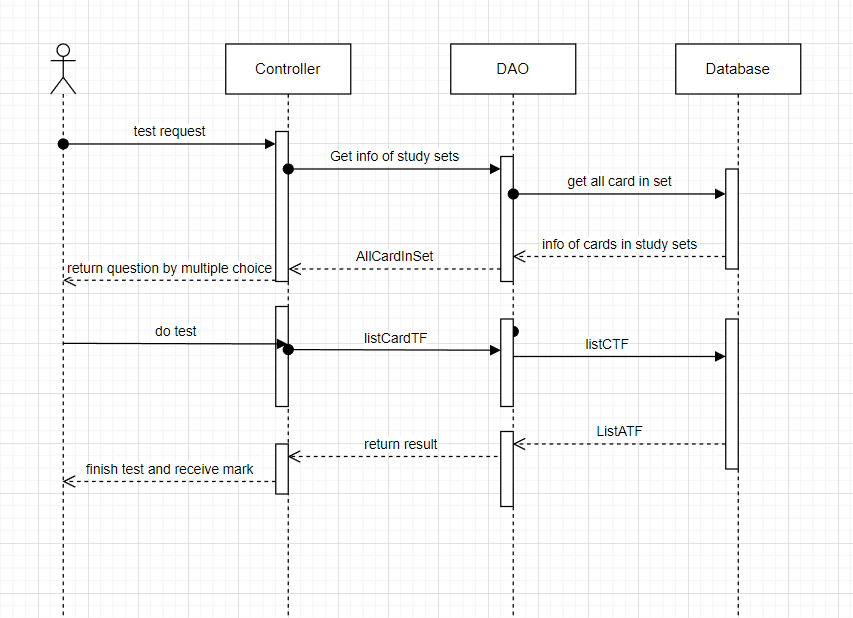 Controller
DAO
Database
test request
Get info of study sets
get all card in set
info of cards in study sets
AllCardInSet
return question by multiple choice
do test
listCardTF
listCTF
ListATF
return result
finish test and receive mark